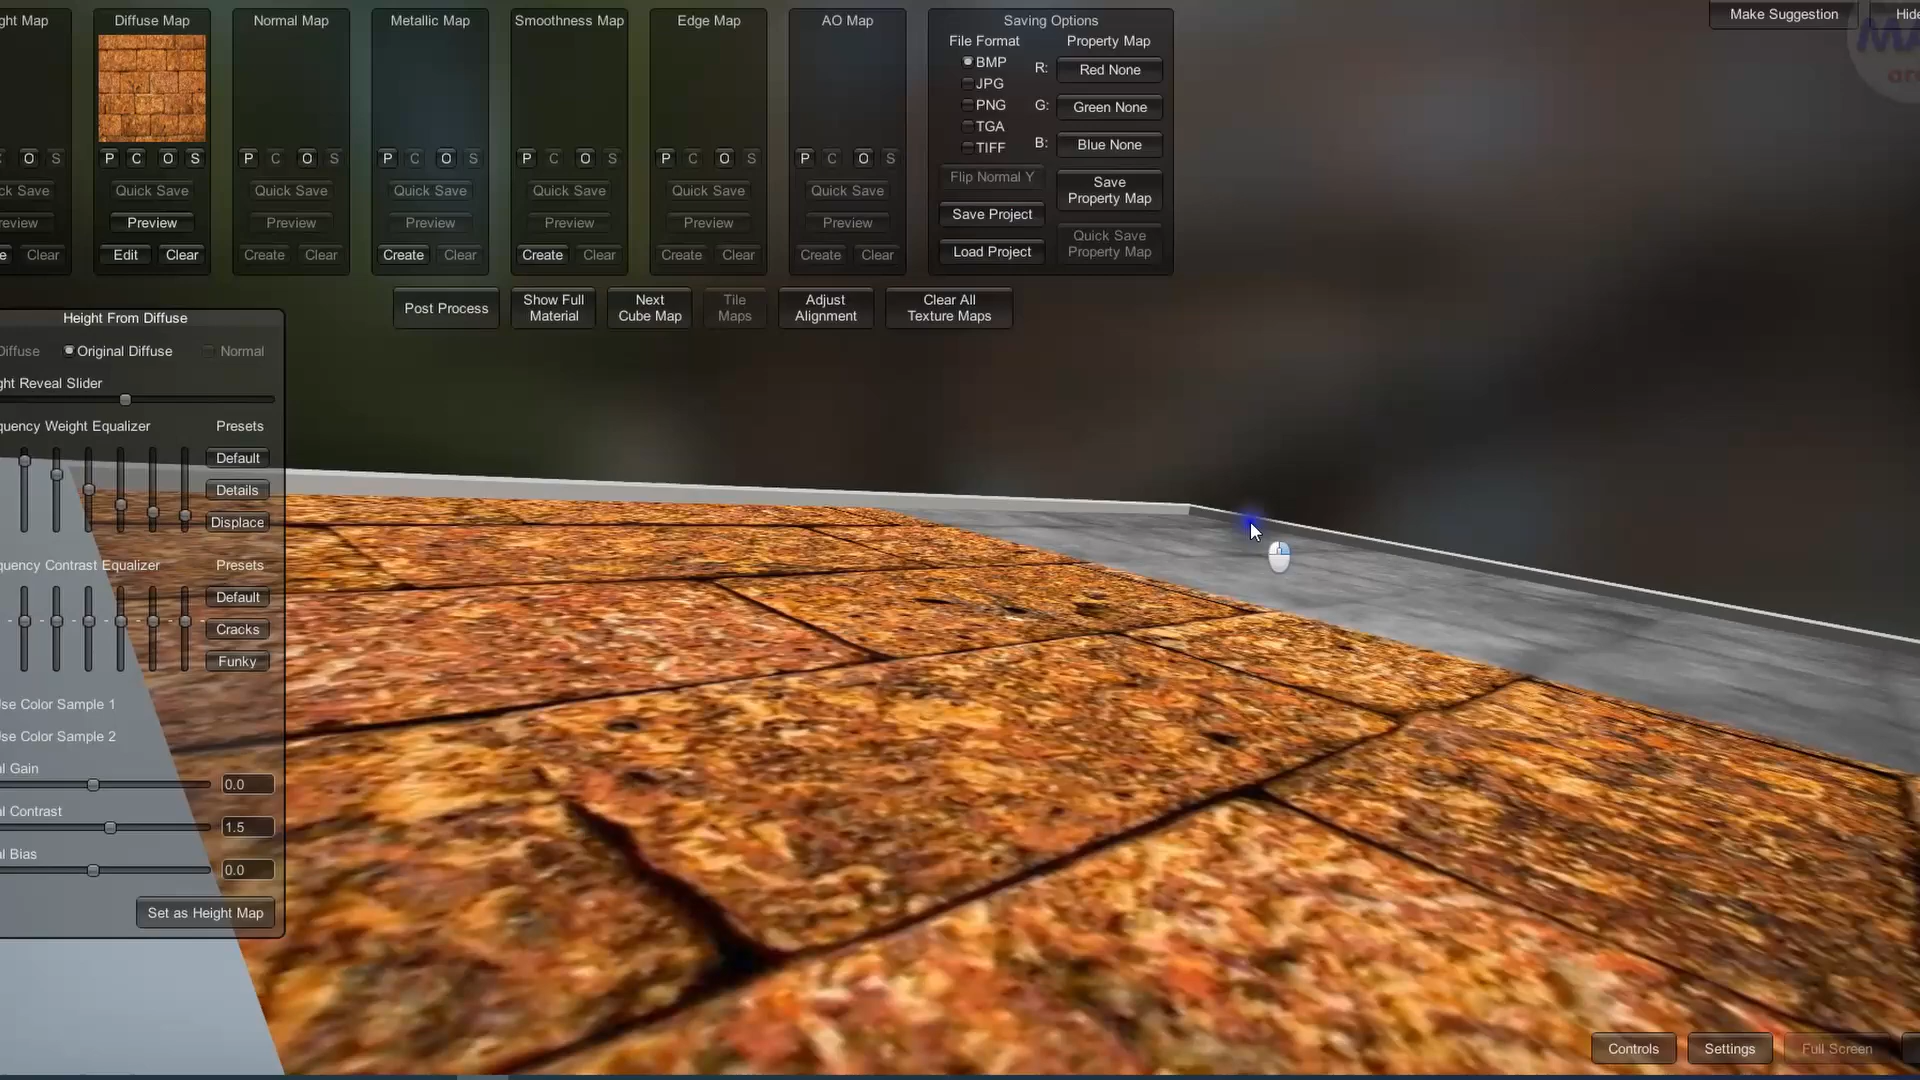 ght Map
Diffuse Map
Normal Map
Metallic Map
Smoothness Map
Edge Map
AO Map
C O S
P C O S
P C O S
P C O S
P C O S
P C O S
P C O S
ck Save
Quick Save
Quick Save
Quick Save
Quick Save
Quick Save
Quick Save
review
Preview
Preview
Preview
Preview
Preview
Preview
e Clear
Edit Clear
Create Clear
Create Clear
Create Clear
Create Clear
Create Clear
Saving Options
File Format
Property Map
BMP
JPG
PNG
TGA
TIFF
R: Red None
G: Green None
B: Blue None
Flip Normal Y
Save Project
Load Project
Save
Property Map
Quick Save
Property Map
Make Suggestion
Hide
MA
Post Process
Show Full
Material
Next
Cube Map
Tile
Maps
Adjust
Alignment
Clear All
Texture Maps
Height From Diffuse
Diffuse
Original Diffuse
Normal
ght Reveal Slider
quency Weight Equalizer
Presets
Default
Details
Displace
quency Contrast Equalizer
Presets
Default
Cracks
Funky
Use Color Sample 1
Use Color Sample 2
al Gain
0.0
al Contrast
1.5
al Bias
0.0
Set as Height Map
Controls
Settings
Full Screen